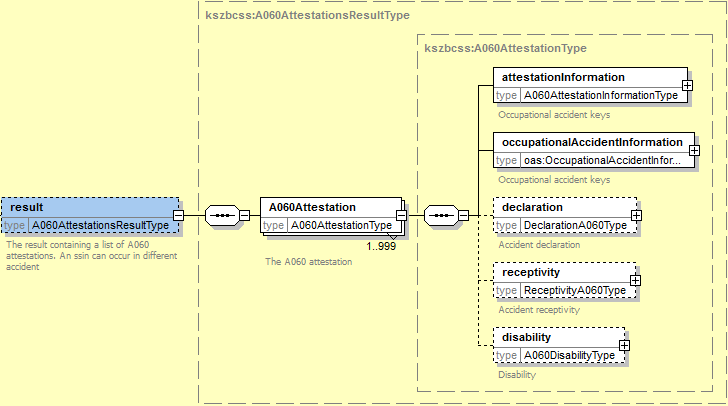 kszbcss:A060AttestationsResultType
kszbcss:A060AttestationType
attestationInformation
type A060AttestationInformationType
Occupational accident keys
occupationalAccidentInformation
type oas:OccupationalAccidentInfor...
Occupational accident keys
result
type A060AttestationsResultType
The result containing a list of A060
attestations. An ssin can occur in different
accident
A060Attestation
type A060AttestationType
1..999
The A060 attestation
declaration
type DeclarationA060Type
Accident declaration
receptivity
type ReceptivityA060Type
Accident receptivity
disability
type A060DisabilityType
Disability